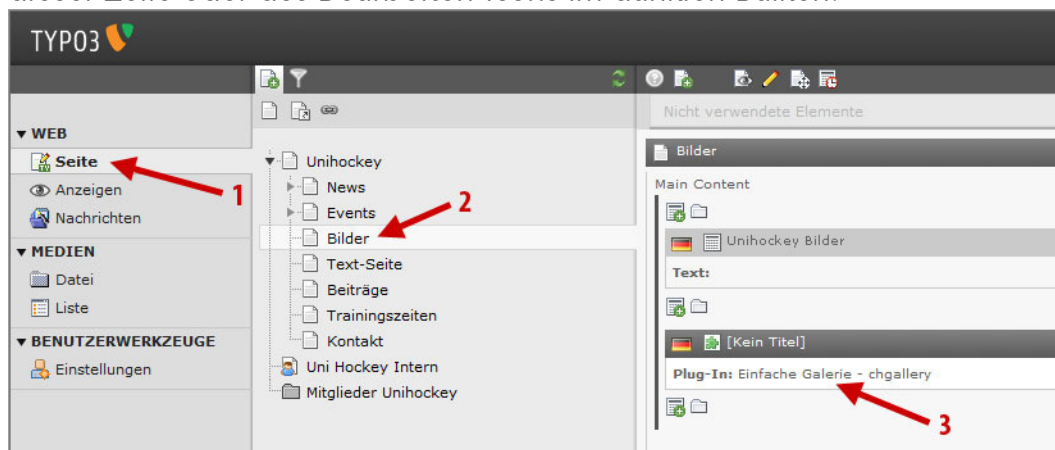 TYPO3
Nicht verwendete Elemente
WEB
Seite
1
Anzeigen
Nachrichten
MEDIEN
Datei
Liste
BENUTZERWERKZEUGE
Einstellungen
Unihockey
News
2
Events
Bilder
Text-Seite
Beiträge
Trainingszeiten
Kontakt
Uni Hockey Intern
Mitglieder Unihockey
Bilder
Main Content
Unihockey Bilder
Text:
[Kein Titel]
Plug-In: Einfache Galerie - chgallery
3